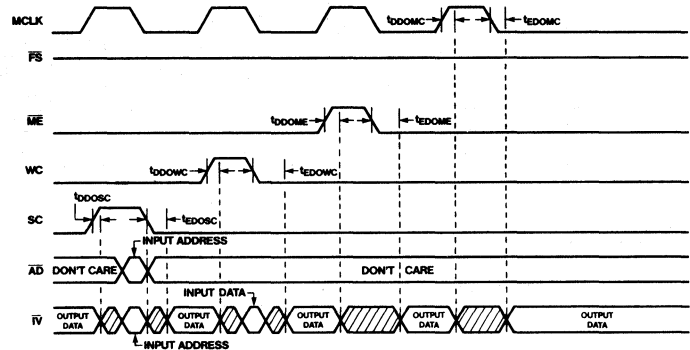 MCLK
tDDOMC
tEDOMC
FS
ME
tDDOME
tEDOME
WC
tDDOWC
tEDOWC
tDDOSC
SC
tEDOSC
INPUT ADDRESS
AD
DON'T CARE
DON'T CARE
INPUT DATA
IV
OUTPUT DATA
OUTPUT DATA
OUTPUT DATA
OUTPUT DATA
OUTPUT DATA
INPUT ADDRESS